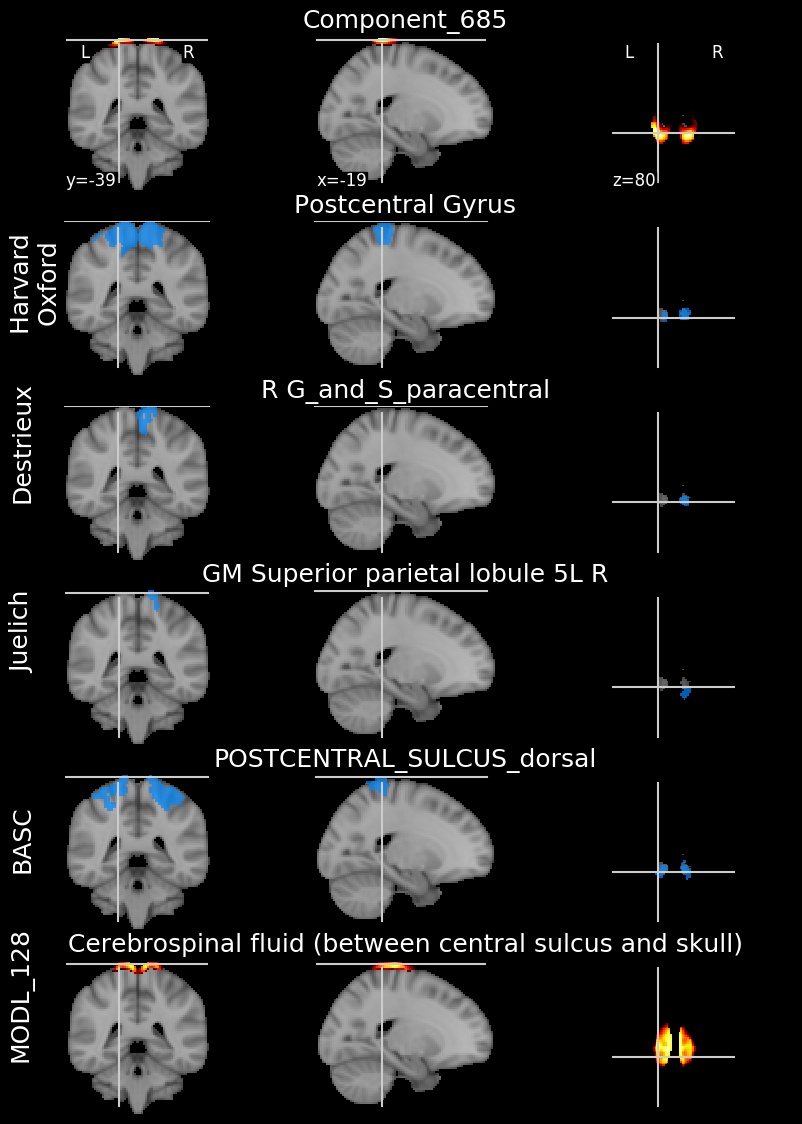 Component_685
L R
L R
y=-39
x=-19
z=80
Postcentral Gyrus
Harvard
Oxford
R G_and_S_paracentral
Destrieux
GM Superior parietal lobule 5L R
Juelich
POSTCENTRAL_SULCUS_dorsal
BASC
Cerebrospinal fluid (between central sulcus and skull)
MODL_128